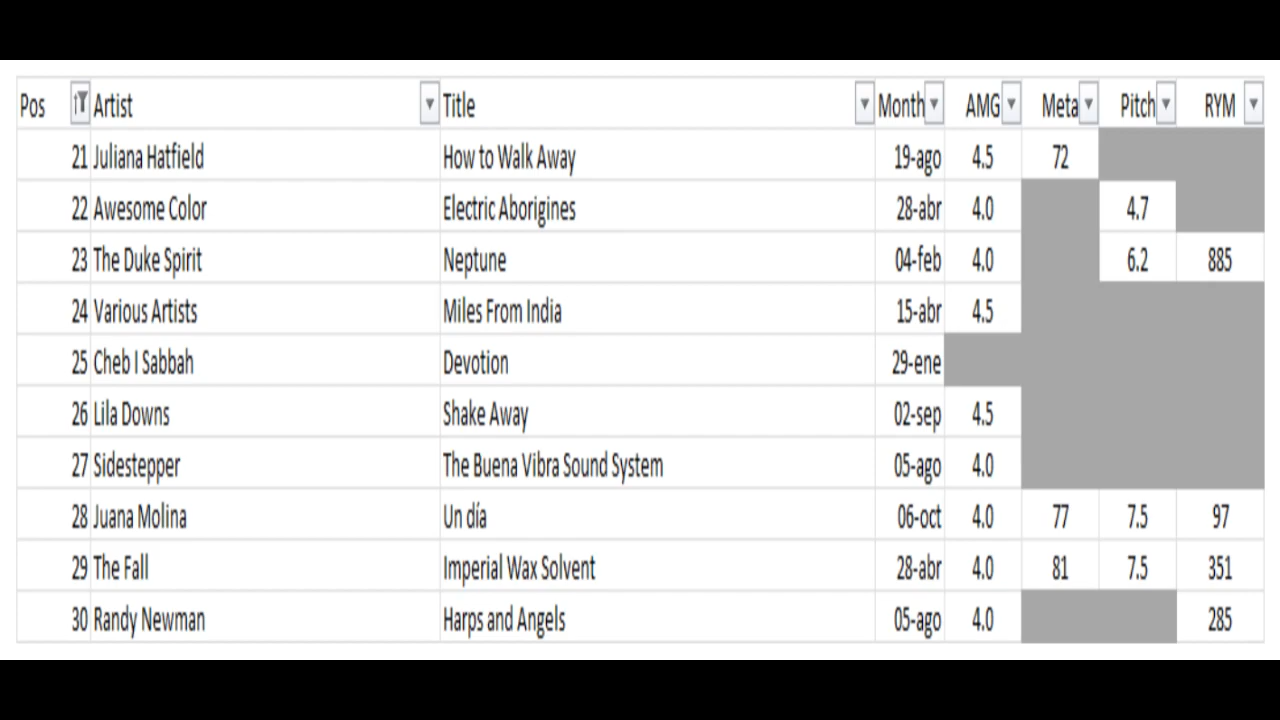 Pos Artist Title Month AMG Meta Pitch RYM
21 Juliana Hatfield How to Walk Away 19-ago 4.5 72
22 Awesome Color Electric Aborigines 28-abr 4.0 4.7
23 The Duke Spirit Neptune 04-feb 4.0 6.2 885
24 Various Artists Miles From India 15-abr 4.5
25 Cheb I Sabbah Devotion 29-ene
26 Lila Downs Shake Away 02-sep 4.5
27 Sidestepper The Buena Vibra Sound System 05-ago 4.0
28 Juana Molina Un día 06-oct 4.0 77 7.5 97
29 The Fall Imperial Wax Solvent 28-abr 4.0 81 7.5 351
30 Randy Newman Harps and Angels 05-ago 4.0 285